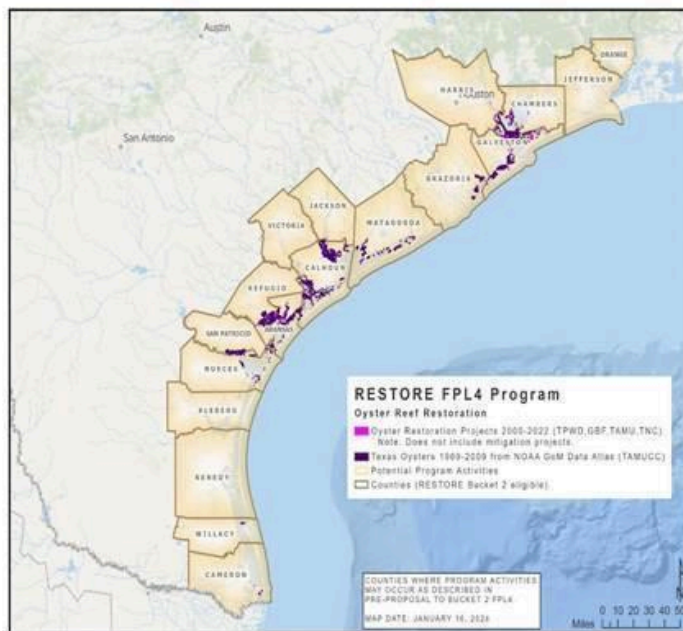 Austin
ORANGE
JEFFERSON
HARRIS
Houston
CHAMBERS
San Antonio
GALVESTON
BRAZORIA
JACKSON
MATAGORDA
VICTORIA
CALHOUN
REFUGIO
ARANSAS
SAN PATRICIO
NUECES
KLEBERG
KENEDY
WILLACY
CAMERON
RESTORE FPL4 Program
Oyster Reef Restoration
Oyster Restoration Projects 2000-2022 (TPWD,GBF,TAMU,TNC)
Note. Does not include mitigation projects.
Texas Oysters 1969-2009 from NOAA GoM Data Atlas (TAMUCC)
Potential Program Activities
Counties (RESTORE Bucket 2 eligible)
COUNTIES WHERE PROGRAM ACTIVITIES
MAY OCCUR AS DESCRIBED IN
PRE-PROPOSAL TO BUCKET 2 FPL4
MAP DATE: JANUARY 16, 2024
0 10 20 30 40 50
Miles